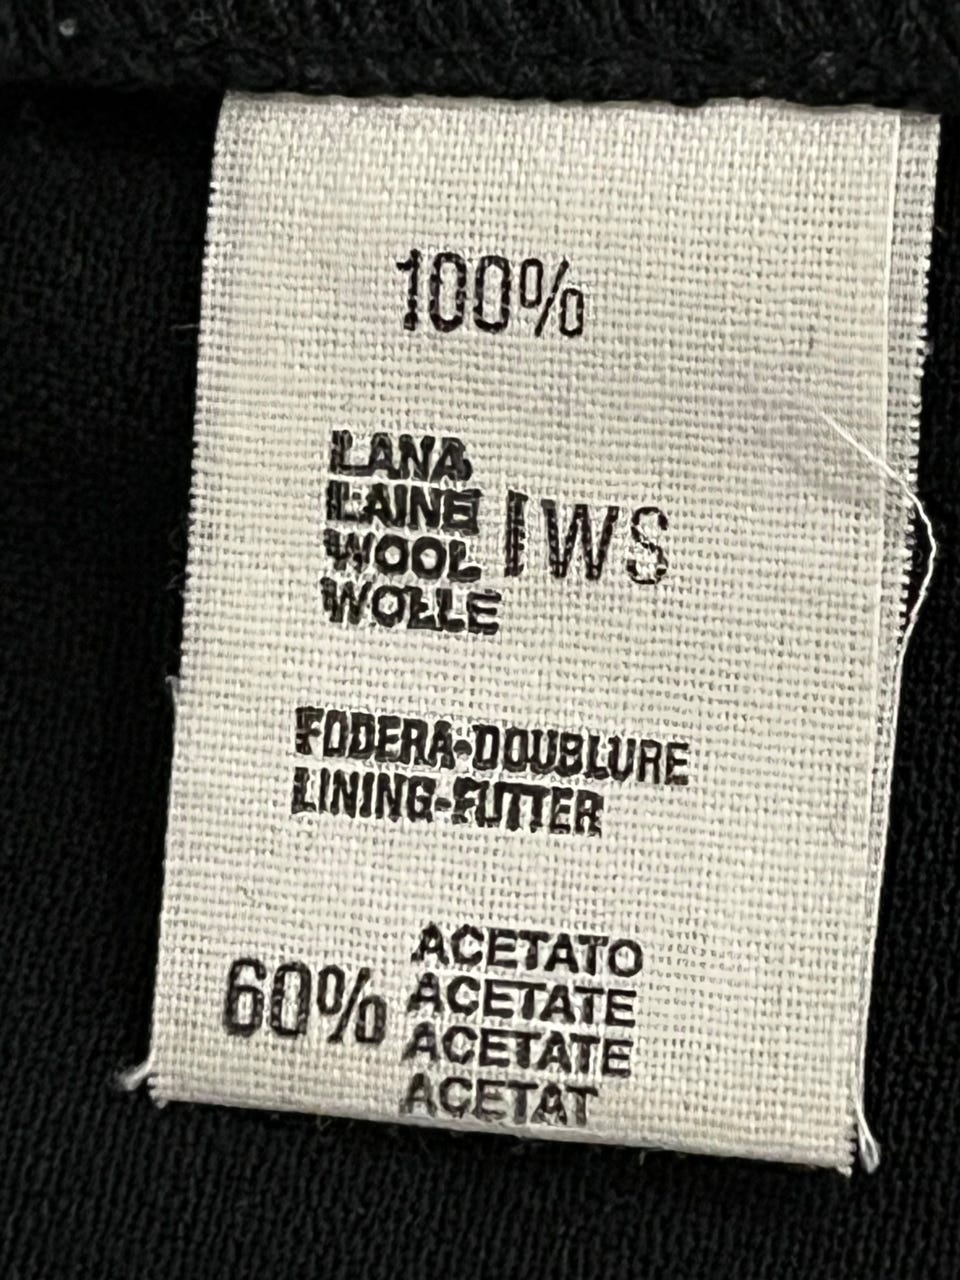 100%
LANA
LAINE
WOOL
WOLLE
IWS
FODERA-DOUBLURE
LINING-FUTTER
60%
ACETATO
ACETATE
ACETATE
ACETAT